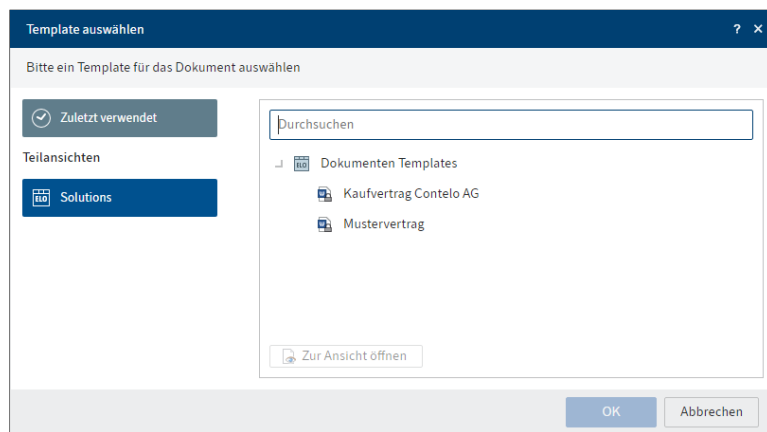 Template auswählen
?
Bitte ein Template für das Dokument auswählen
Zuletzt verwendet
Teilansichten
ELO Solutions
Durchsuchen
ELO Dokumenten Templates
Kaufvertrag Contelo AG
Mustervertrag
Zur Ansicht öffnen
OK
Abbrechen